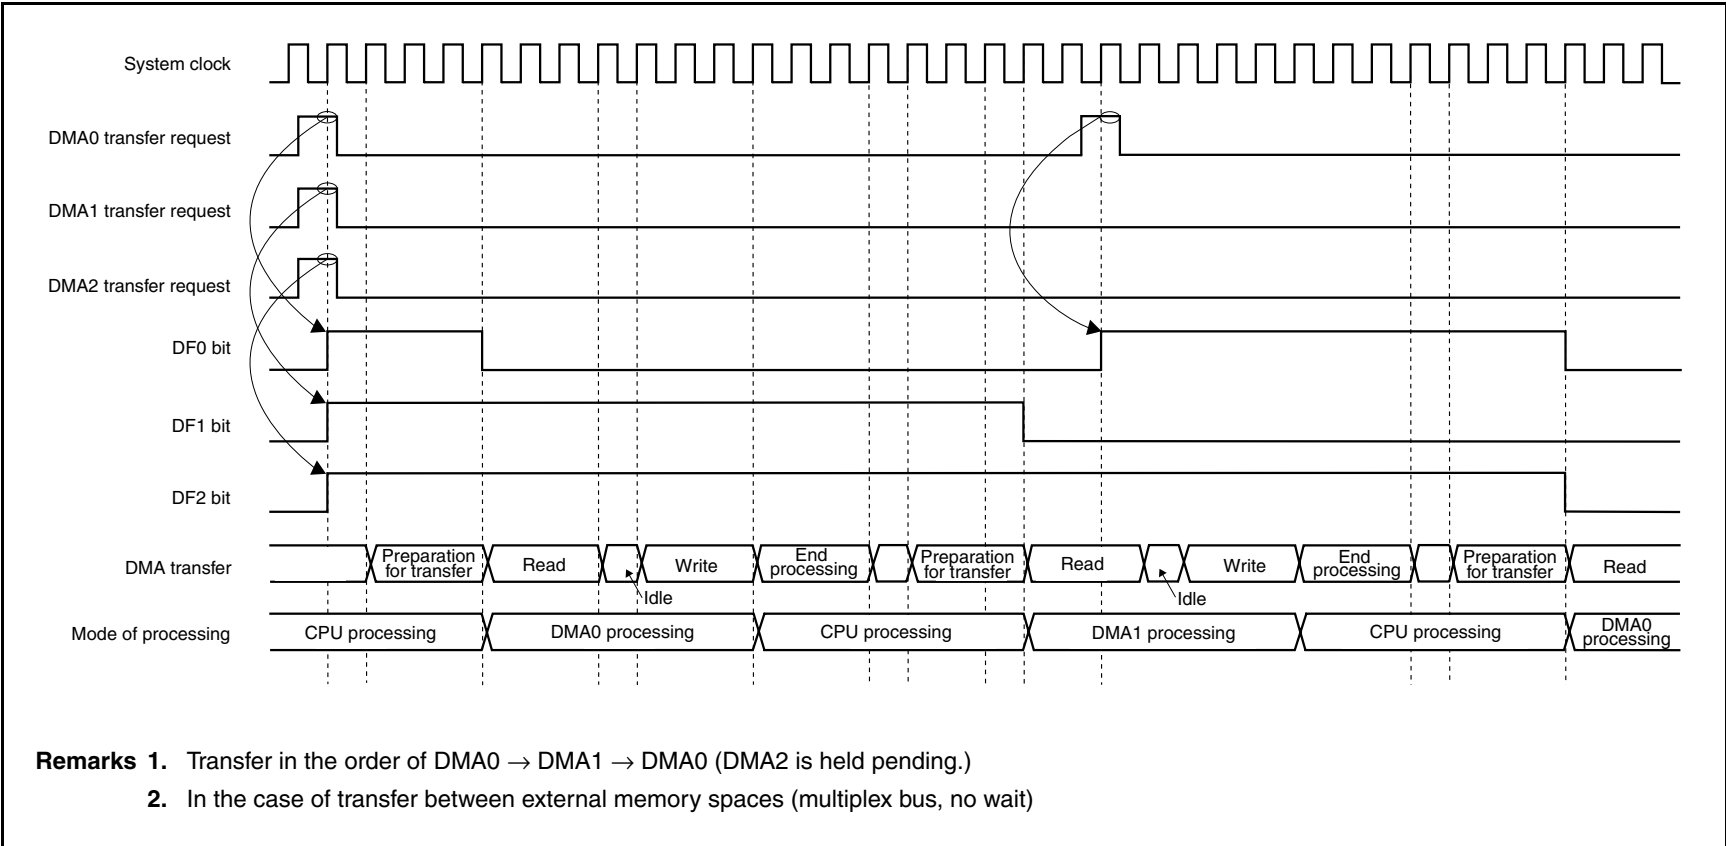 System clock
DMA0 transfer request
DMA1 transfer request
DMA2 transfer request
DF0 bit
DF1 bit
DF2 bit
DMA transfer
Preparation
for transfer
Read
Idle
Write
End
processing
Preparation
for transfer
Read
Idle
Write
End
processing
Preparation
for transfer
Read
Mode of processing
CPU processing
DMA0 processing
CPU processing
DMA1 processing
CPU processing
DMA0
processing
Remarks 1. Transfer in the order of DMA0 → DMA1 → DMA0 (DMA2 is held pending.)
2. In the case of transfer between external memory spaces (multiplex bus, no wait)